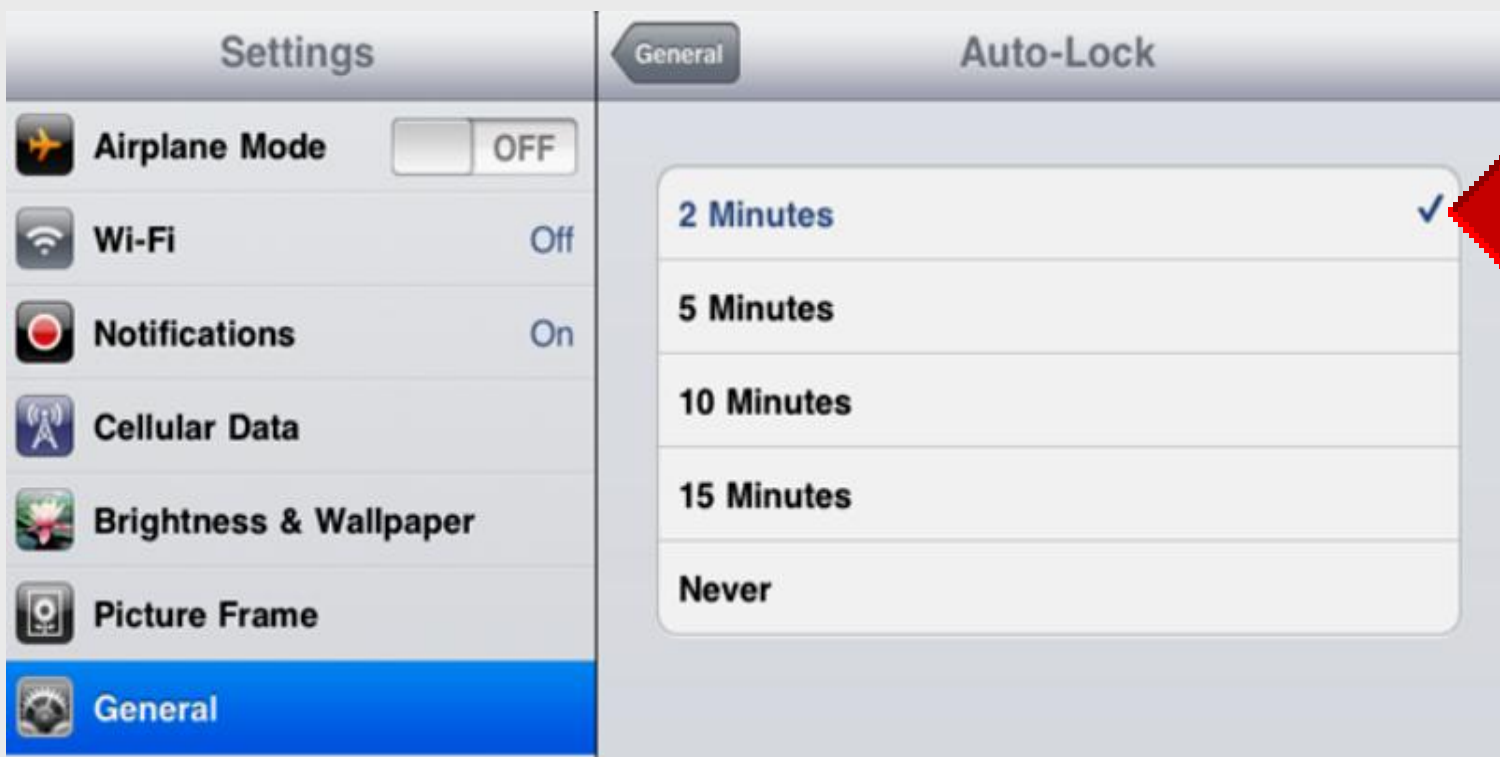 Settings
Airplane Mode OFF
Wi-Fi Off
Notifications On
Cellular Data
Brightness & Wallpaper
Picture Frame
General
General
Auto-Lock
2 Minutes
5 Minutes
10 Minutes
15 Minutes
Never